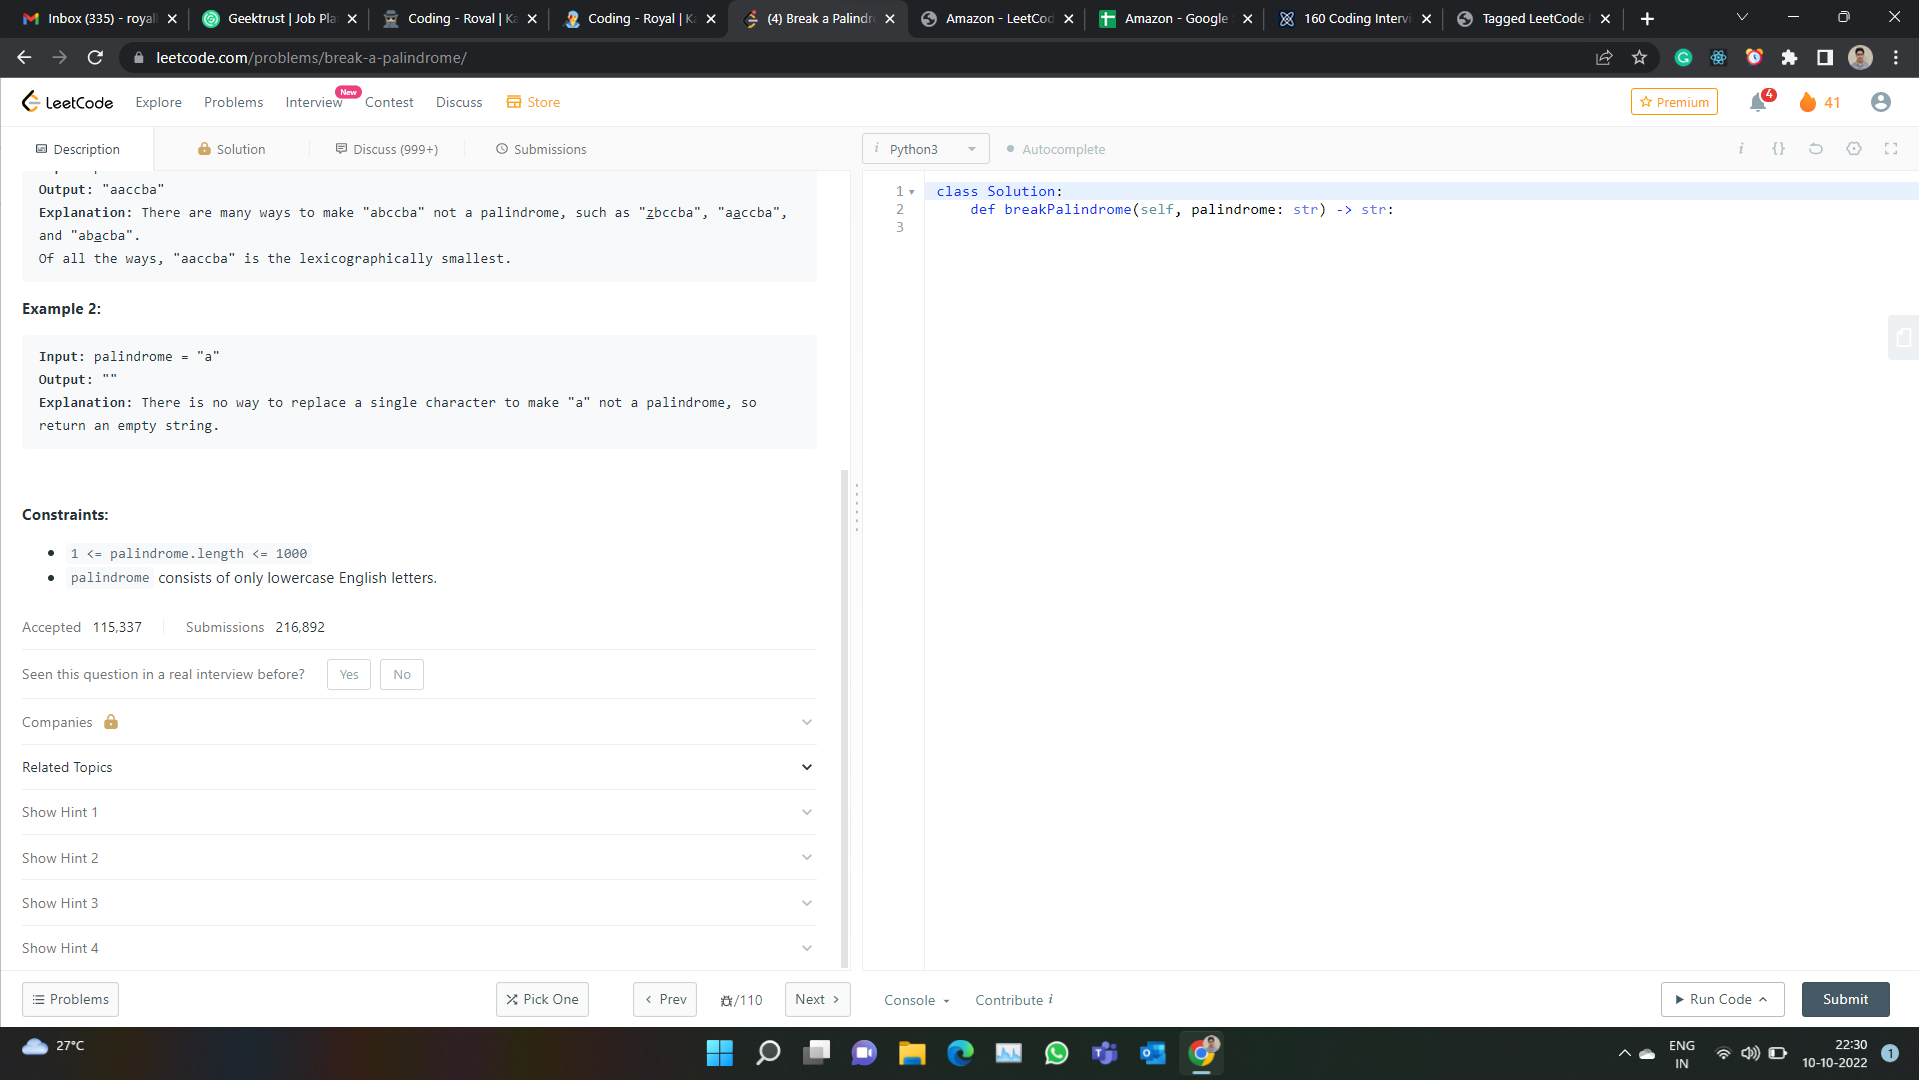 Inbox (335) - royal
Geektrust | Job Pla
Coding - Royal | Ka
Coding - Royal | Ka
(4) Break a Palindr
Amazon - LeetCod
Amazon - Google
160 Coding Intervi
Tagged LeetCode
leetcode.com/problems/break-a-palindrome/
LeetCode
Explore
Problems
Interview
New
Contest
Discuss
Store
Premium
4
41
Description
Solution
Discuss (999+)
Submissions
Python3
Autocomplete
Output: "aaccba"
Explanation: There are many ways to make "abccba" not a palindrome, such as "zbccba", "aaccba",
and "abacba".
Of all the ways, "aaccba" is the lexicographically smallest.
Example 2:
Input: palindrome = "a"
Output: ""
Explanation: There is no way to replace a single character to make "a" not a palindrome, so
return an empty string.
Constraints:
1 <= palindrome.length <= 1000
palindrome consists of only lowercase English letters.
Accepted 115,337
Submissions 216,892
Seen this question in a real interview before?
Yes
No
Companies
Related Topics
Show Hint 1
Show Hint 2
Show Hint 3
Show Hint 4
1 class Solution:
2 def breakPalindrome(self, palindrome: str) -> str:
3
Problems
Pick One
Prev
/110
Next
Console
Contribute i
Run Code
Submit
27°C
ENG
IN
22:30
10-10-2022
1